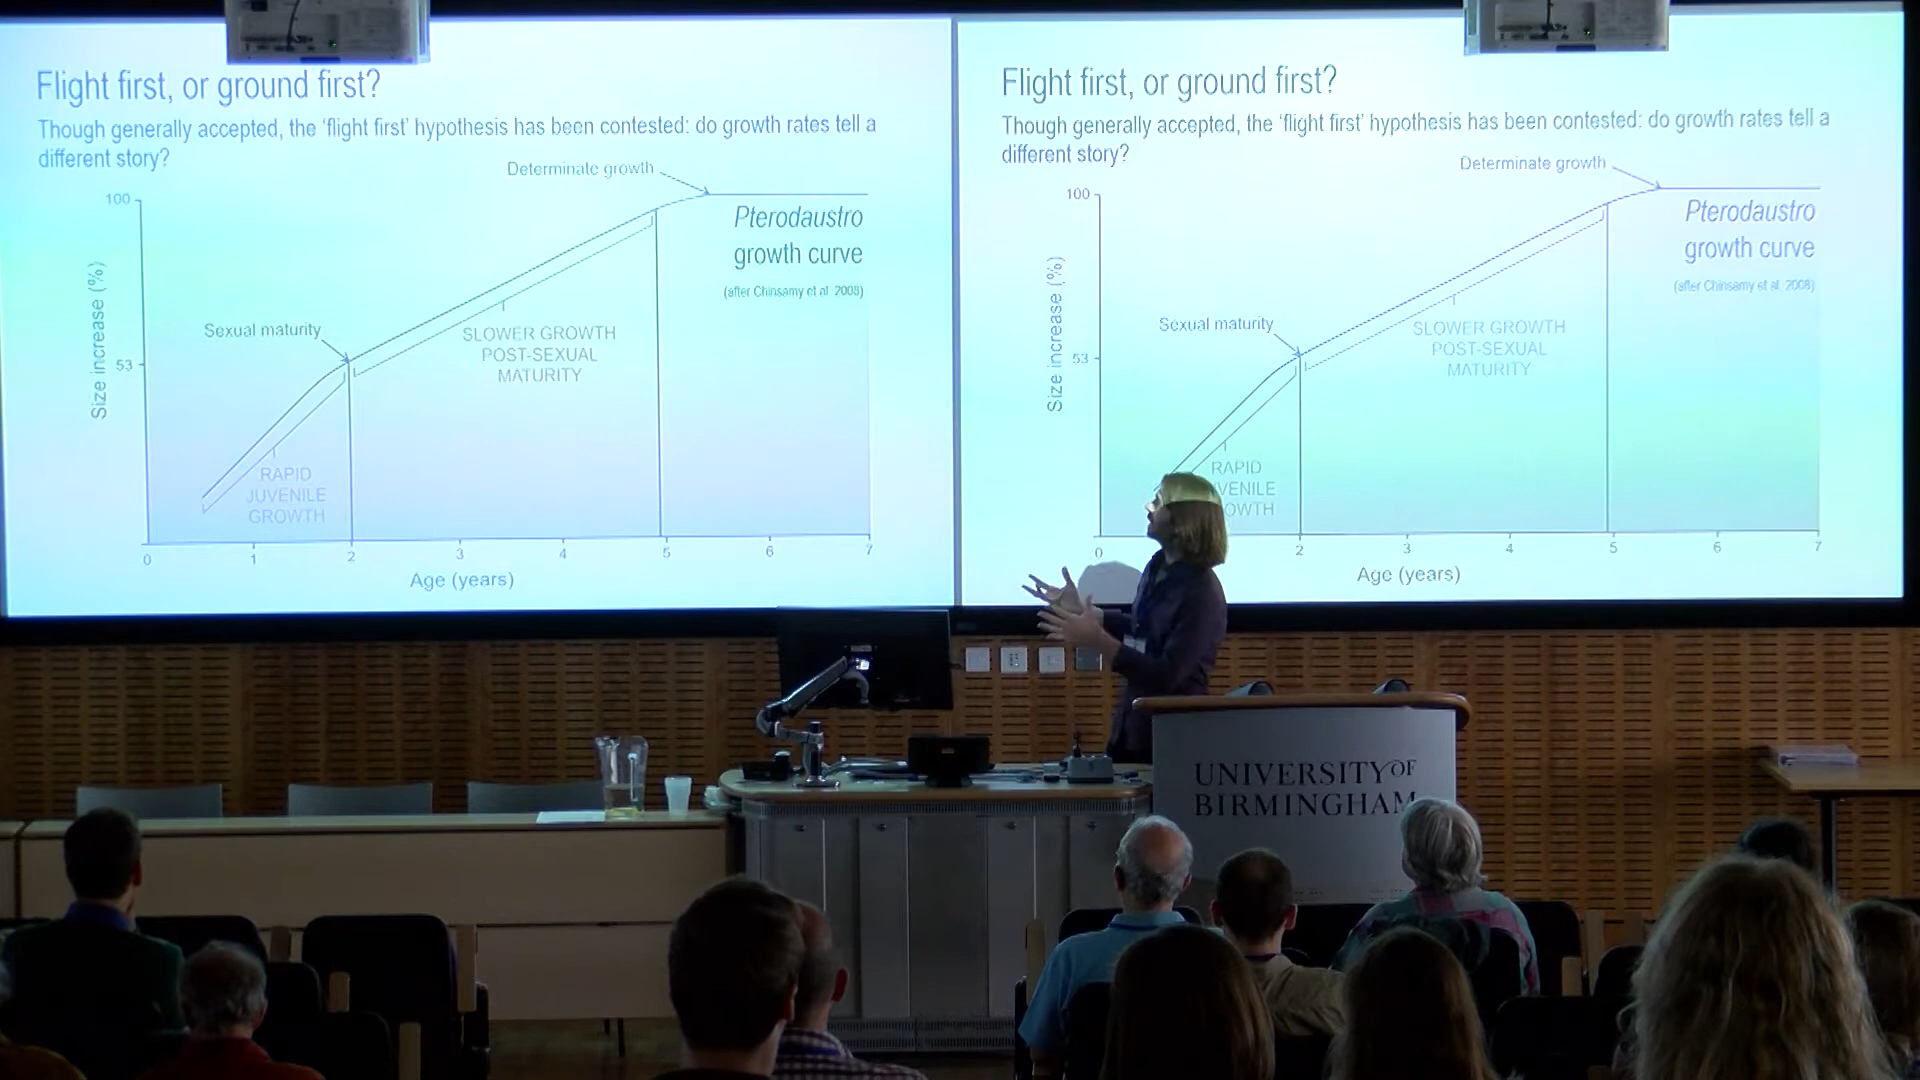 Flight first, or ground first?
Though generally accepted, the 'flight first' hypothesis has been contested: do growth rates tell a
different story?
Determinate growth
100
Pterodaustro
growth curve
(after Chinsamy et al. 2008)
Size increase (%)
Sexual maturity
SLOWER GROWTH
POST-SEXUAL
MATURITY
53
RAPID
JUVENILE
GROWTH
0 1 2 3 4 5 6 7
Age (years)
Flight first, or ground first?
Though generally accepted, the 'flight first' hypothesis has been contested: do growth rates tell a
different story?
Determinate growth
100
Pterodaustro
growth curve
(after Chinsamy et al. 2008)
Size increase (%)
Sexual maturity
SLOWER GROWTH
POST-SEXUAL
MATURITY
53
RAPID
VENILE
OWTH
0 2 3 4 5 6 7
Age (years)
UNIVERSITY OF
BIRMINGHAM